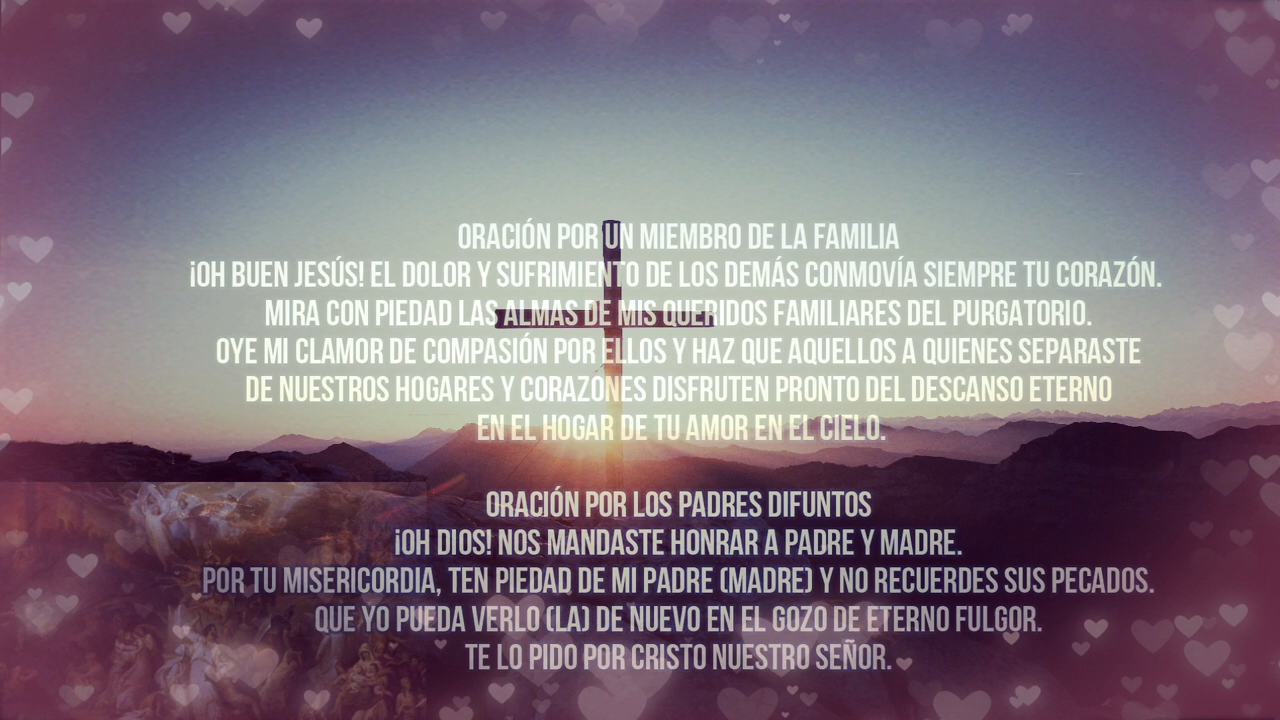 ORACIÓN POR UN MIEMBRO DE LA FAMILIA
¡OH BUEN JESÚS! EL DOLOR Y SUFRIMIENTO DE LOS DEMÁS CONMOVÍA SIEMPRE TU CORAZÓN.
MIRA CON PIEDAD LAS ALMAS DE MIS QUERIDOS FAMILIARES DEL PURGATORIO.
OYE MI CLAMOR DE COMPASIÓN POR ELLOS Y HAZ QUE AQUELLOS A QUIENES SEPARASTE
DE NUESTROS HOGARES Y CORAZONES DISFRUTEN PRONTO DEL DESCANSO ETERNO
EN EL HOGAR DE TU AMOR EN EL CIELO.
ORACIÓN POR LOS PADRES DIFUNTOS
¡OH DIOS! NOS MANDASTE HONRAR A PADRE Y MADRE.
POR TU MISERICORDIA, TEN PIEDAD DE MI PADRE (MADRE) Y NO RECUERDES SUS PECADOS.
QUE YO PUEDA VERLO (LA) DE NUEVO EN EL GOZO DE ETERNO FULGOR.
TE LO PIDO POR CRISTO NUESTRO SEÑOR.